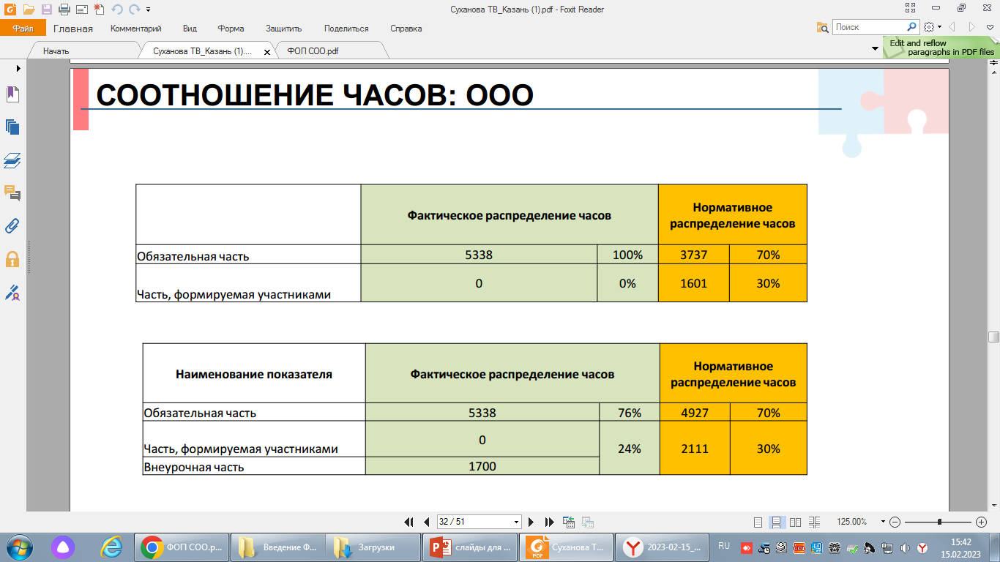 Суханова ТВ_Казань (1).pdf - Foxit Reader
Файл Главная Комментарий Вид Форма Защитить Поделиться Справка
Поиск
Начать Суханова ТВ_Казань (1).... ФОП СОО.pdf
Edit and reflow
paragraphs in PDF files
СООТНОШЕНИЕ ЧАСОВ: ООО
Фактическое распределение часов
Нормативное
распределение часов
Обязательная часть 5338 100% 3737 70%
Часть, формируемая участниками 0 0% 1601 30%
Наименование показателя
Фактическое распределение часов
Нормативное
распределение часов
Обязательная часть 5338 76% 4927 70%
Часть, формируемая участниками 0 24% 2111 30%
Внеурочная часть 1700
32 / 51
125.00%
ФОП СОО.p...
Введение Ф...
Загрузки
слайды для ...
PDF
Суханова Т...
2023-02-15_...
RU
15:42
15.02.2023